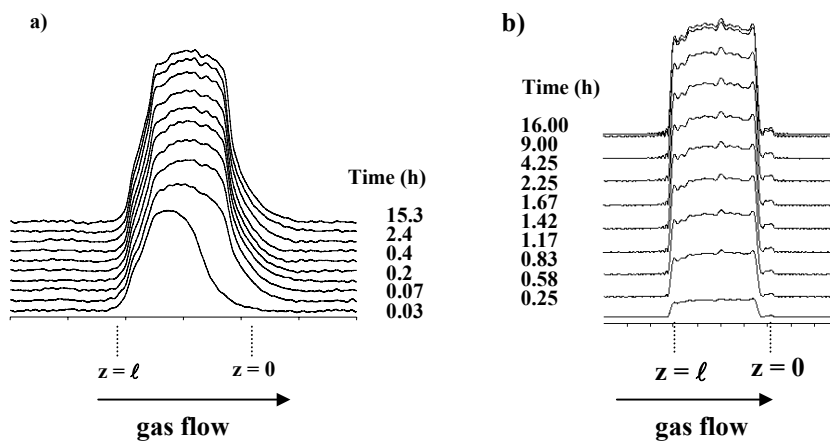 a)
Time (h)
15.3
2.4
0.4
0.2
0.07
0.03
z = ℓ
z = 0
gas flow
b)
Time (h)
16.00
9.00
4.25
2.25
1.67
1.42
1.17
0.83
0.58
0.25
z = ℓ
z = 0
gas flow